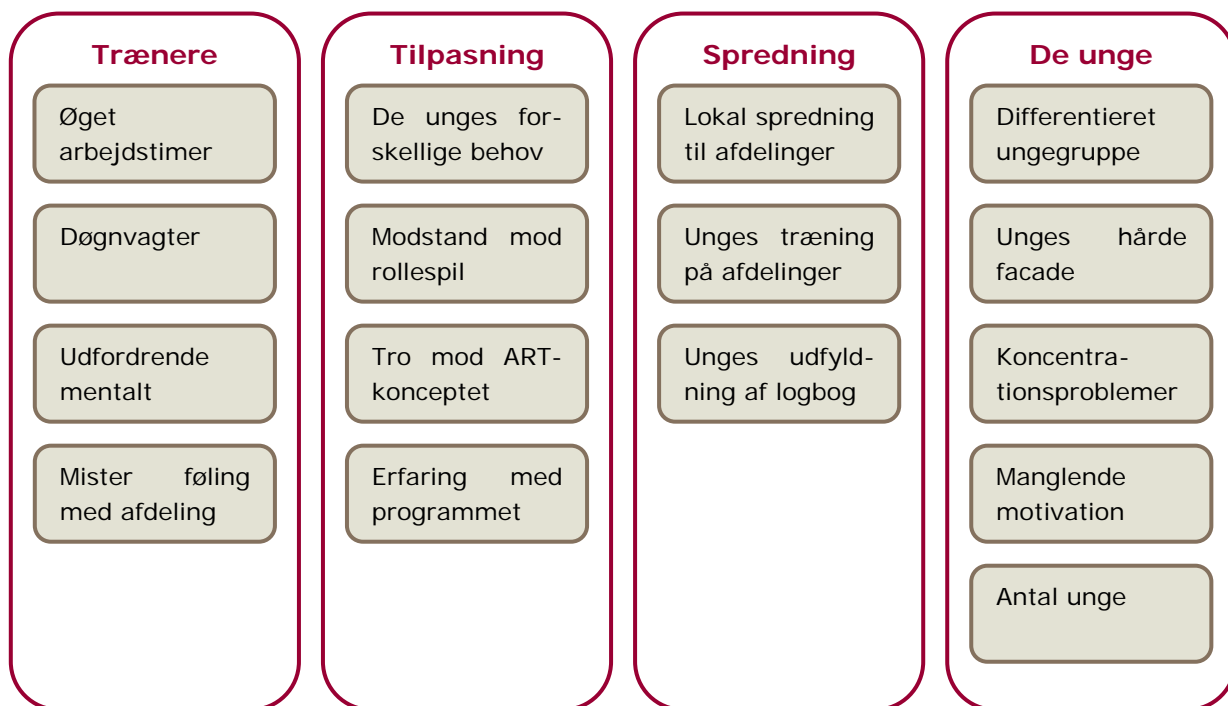 Trænere
Øget
arbejdstimer
Døgnvagter
Udfordrende
mentalt
Mister føling
med afdeling
Tilpasning
De unges for-
skellige behov
Modstand mod
rollespil
Tro mod ART-
konceptet
Erfaring med
programmet
Spredning
Lokal spredning
til afdelinger
Unges træning
på afdelinger
Unges udfyld-
ning af logbog
De unge
Differentieret
ungegruppe
Unges hårde
facade
Koncentra-
tionsproblemer
Manglende
motivation
Antal unge